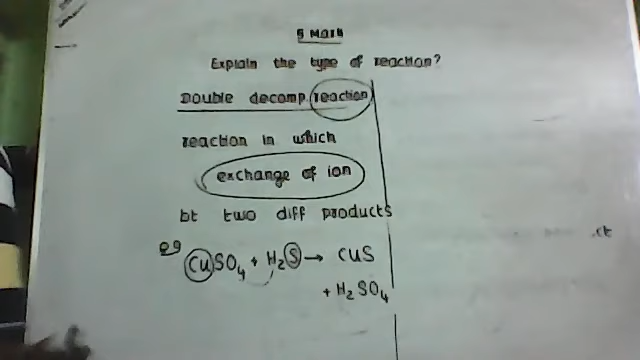 5 Mark
Explain the type of reaction?
Double decomp reaction
reaction in which
exchange of ion
bt two diff products
eg CuSO₄ + H₂S → CuS
+ H₂SO₄